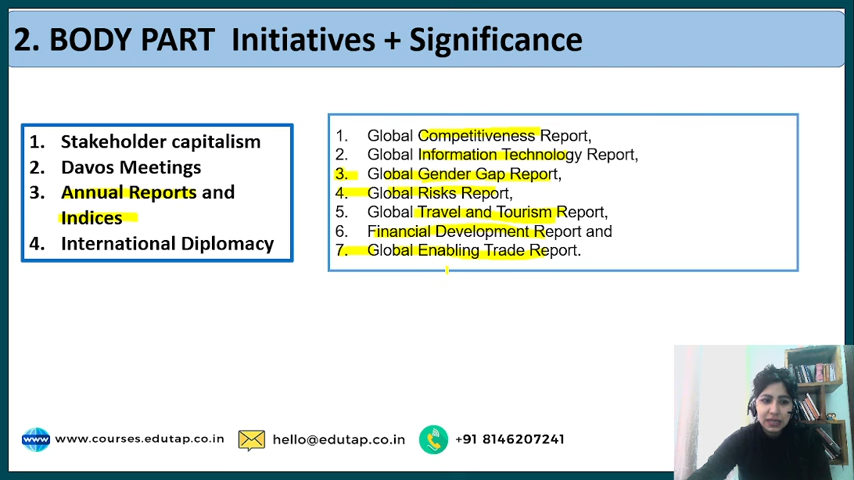 2. BODY PART Initiatives + Significance
1. Stakeholder capitalism
2. Davos Meetings
3. Annual Reports and
Indices
4. International Diplomacy
1. Global Competitiveness Report,
2. Global Information Technology Report,
3. Global Gender Gap Report,
4. Global Risks Report,
5. Global Travel and Tourism Report,
6. Financial Development Report and
7. Global Enabling Trade Report.
www www.courses.edutap.co.in hello@edutap.co.in +91 8146207241